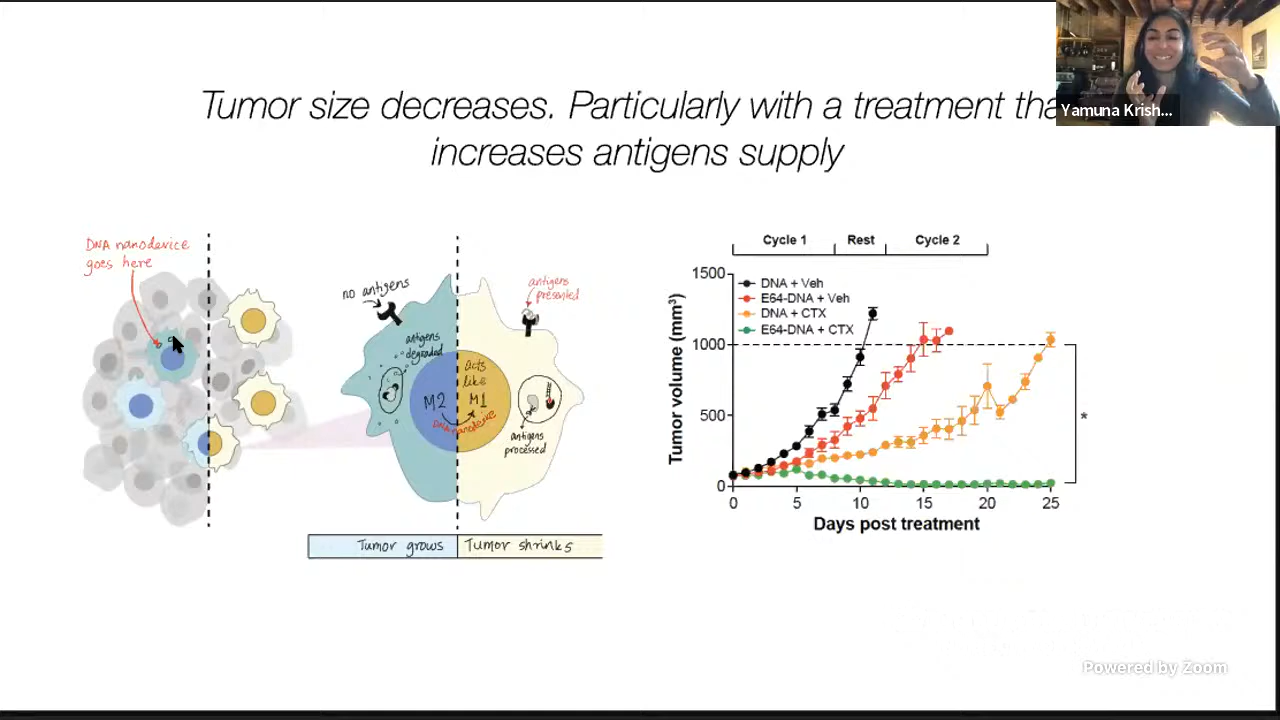 Tumor size decreases. Particularly with a treatment tha
increases antigens supply
Yamuna Krish...
DNA nanodevice
goes here
no antigens
antigens
degraded
M2
acts
like
M1
DNA nanodevice
antigens
presented
antigens
processed
Tumor grows
Tumor shrinks
Cycle 1
Rest
Cycle 2
DNA + Veh
E64-DNA + Veh
DNA + CTX
E64-DNA + CTX
Tumor volume (mm³)
1500
1000
500
0
*
0
5
10
15
20
25
Days post treatment
Powered by Zoom